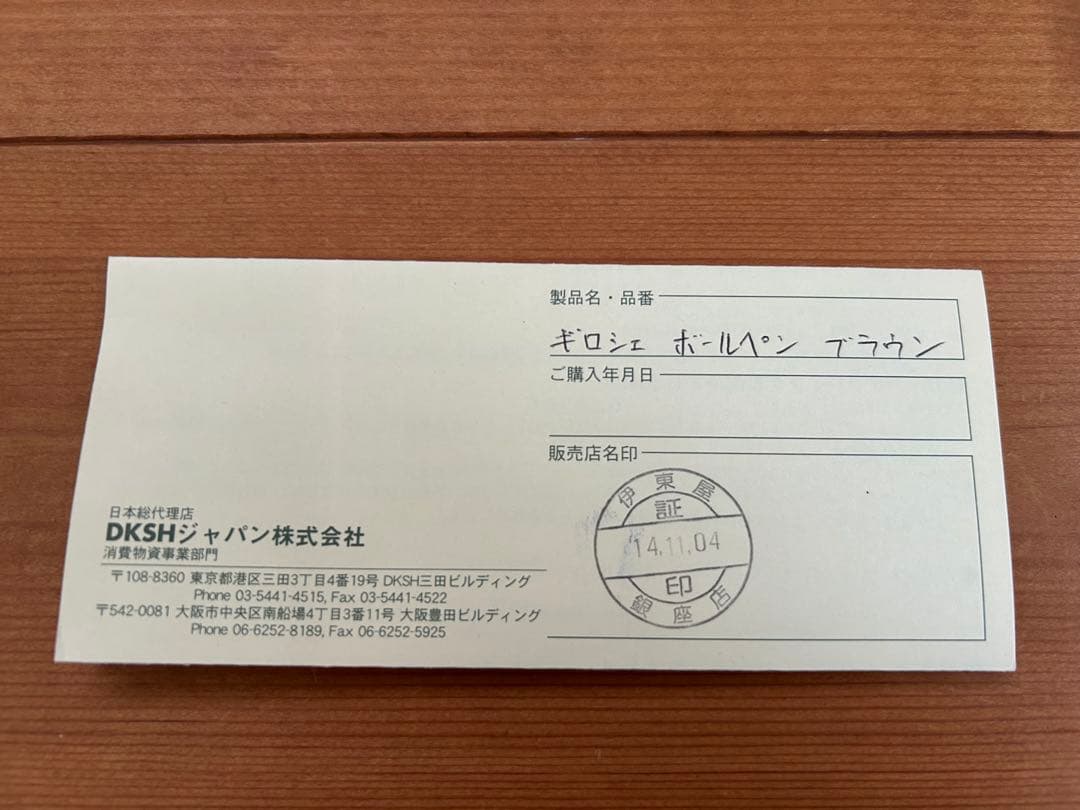 製品名・品番
ギロシェ ボールペン ブラウン
ご購入年月日
販売店名印
伊東屋
証
14.11.04
印
銀座店
日本総代理店
DKSHジャパン株式会社
消費物資事業部門
〒108-8360 東京都港区三田3丁目4番19号 DKSH三田ビルディング
Phone 03-5441-4515, Fax 03-5441-4522
〒542-0081 大阪市中央区南船場4丁目3番11号 大阪豊田ビルディング
Phone 06-6252-8189, Fax 06-6252-5925